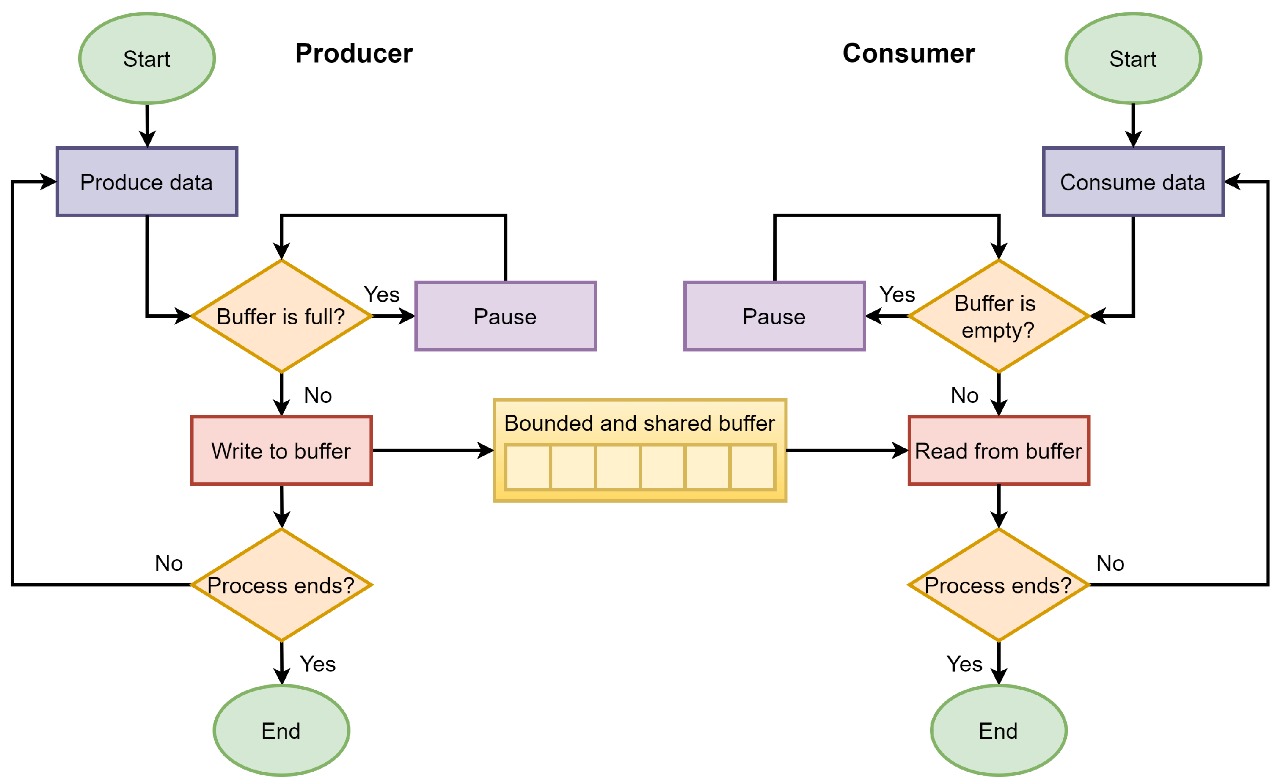 Start
Producer
Consumer
Start
Produce data
Consume data
Buffer is full?
Yes
Pause
Pause
Yes
Buffer is
empty?
No
No
Write to buffer
Bounded and shared buffer
Read from buffer
No
Process ends?
Process ends?
No
Yes
Yes
End
End